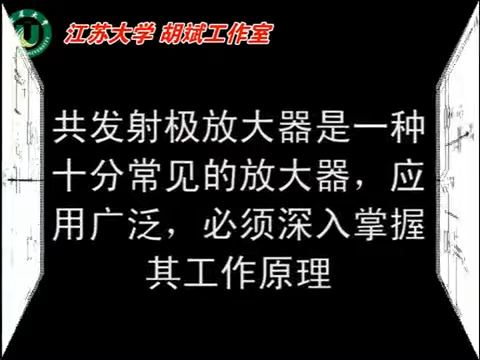 江苏大学 胡斌工作室
共发射极放大器是一种
十分常见的放大器，应
用广泛，必须深入掌握
其工作原理